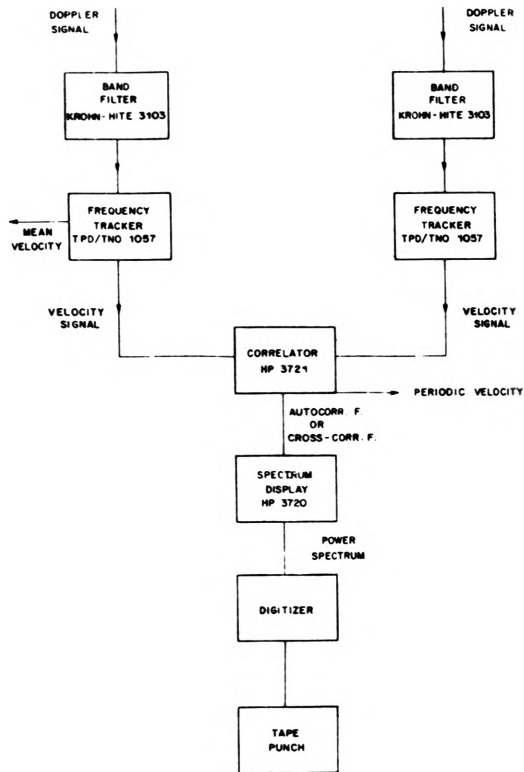 DOPPLER
SIGNAL
DOPPLER
SIGNAL
BAND
FILTER
KROHN-HITE 3103
BAND
FILTER
KROHN-HITE 3103
FREQUENCY
TRACKER
TPD/TNO 1057
FREQUENCY
TRACKER
TPD/TNO 1057
MEAN
VELOCITY
VELOCITY
SIGNAL
VELOCITY
SIGNAL
CORRELATOR
HP 3721
PERIODIC VELOCITY
AUTOCORR. F.
OR
CROSS-CORR. F.
SPECTRUM
DISPLAY
HP 3720
POWER
SPECTRUM
DIGITIZER
TAPE
PUNCH